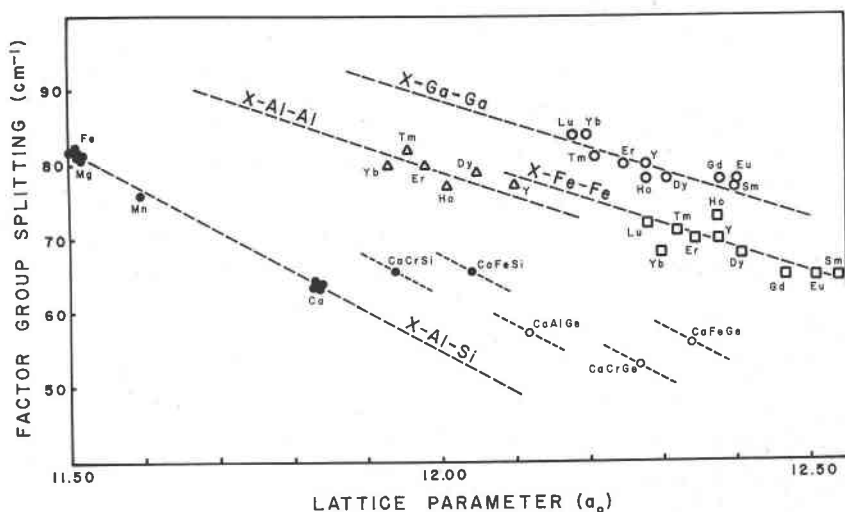 FACTOR GROUP SPLITTING (cm⁻¹)
90
80
70
60
50
X-Ga-Ga
X-Al-Al
Lu Yb
Fe
Tm
Tm Er Y Gd Eu
Mg
Yb Er Dy
Ho Dy Sm
X-Fe-Fe
Ho Y
Ho
Mn
Lu Tm Y
Yb Er Dy Sm
Gd Eu
CaCrSi CaFeSi
Ca
X-Al-Si
CaAlGe CaFeGe
CaCrGe
11.50 12.00 12.50
LATTICE PARAMETER (a₀)